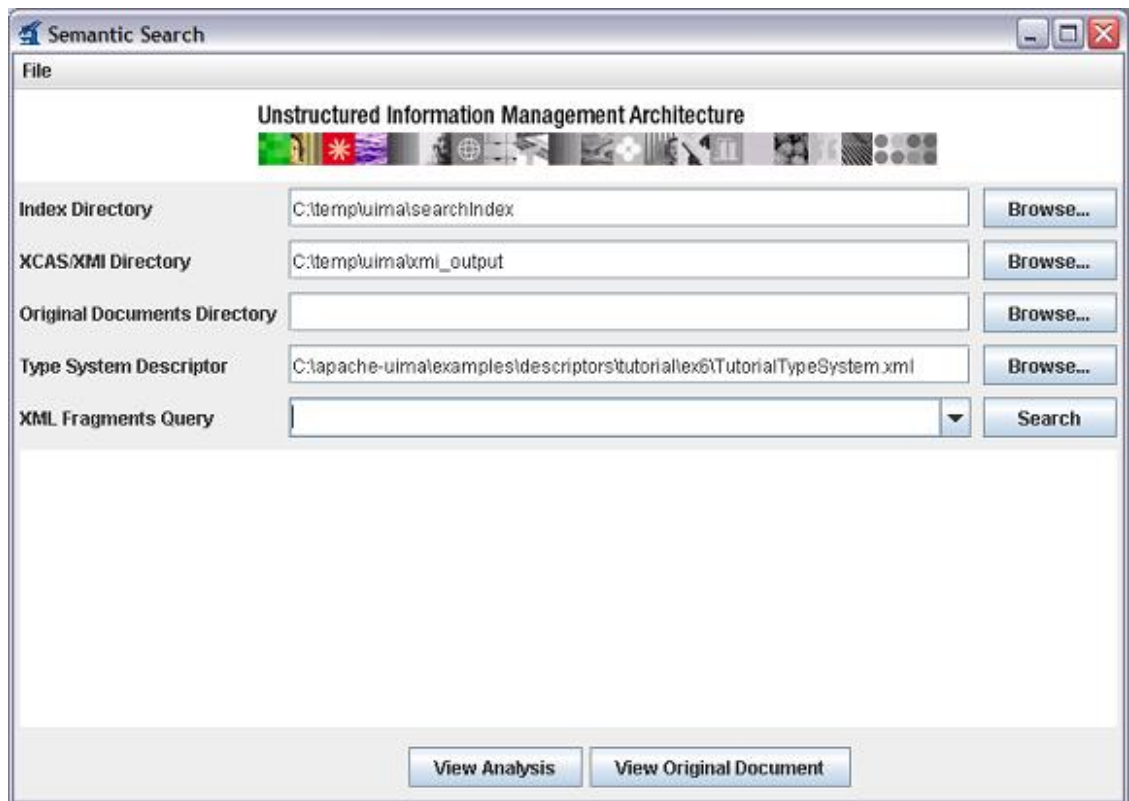 Semantic Search
File
Unstructured Information Management Architecture
Index Directory C:\temp\uima\searchIndex Browse...
XCAS/XMI Directory C:\temp\uima\xmi_output Browse...
Original Documents Directory Browse...
Type System Descriptor C:\apache-uima\examples\descriptors\tutorial\ex6\TutorialTypeSystem.xml Browse...
XML Fragments Query Search
View Analysis View Original Document